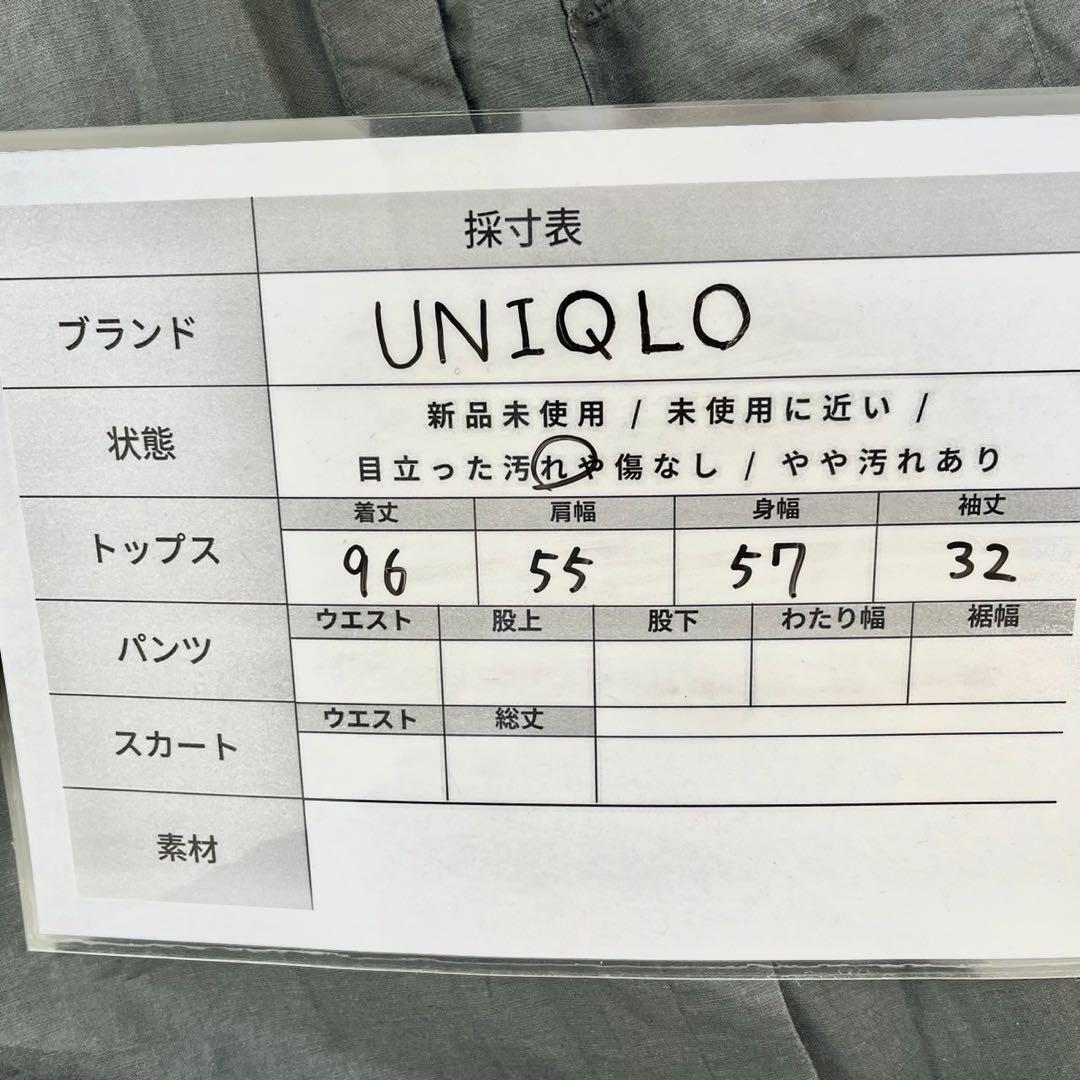 採寸表
ブランド UNIQLO
状態 新品未使用 / 未使用に近い /
目立った汚れや傷なし / やや汚れあり
トップス 着丈 肩幅 身幅 袖丈
96 55 57 32
パンツ ウエスト 股上 股下 わたり幅 裾幅
スカート ウエスト 総丈
素材